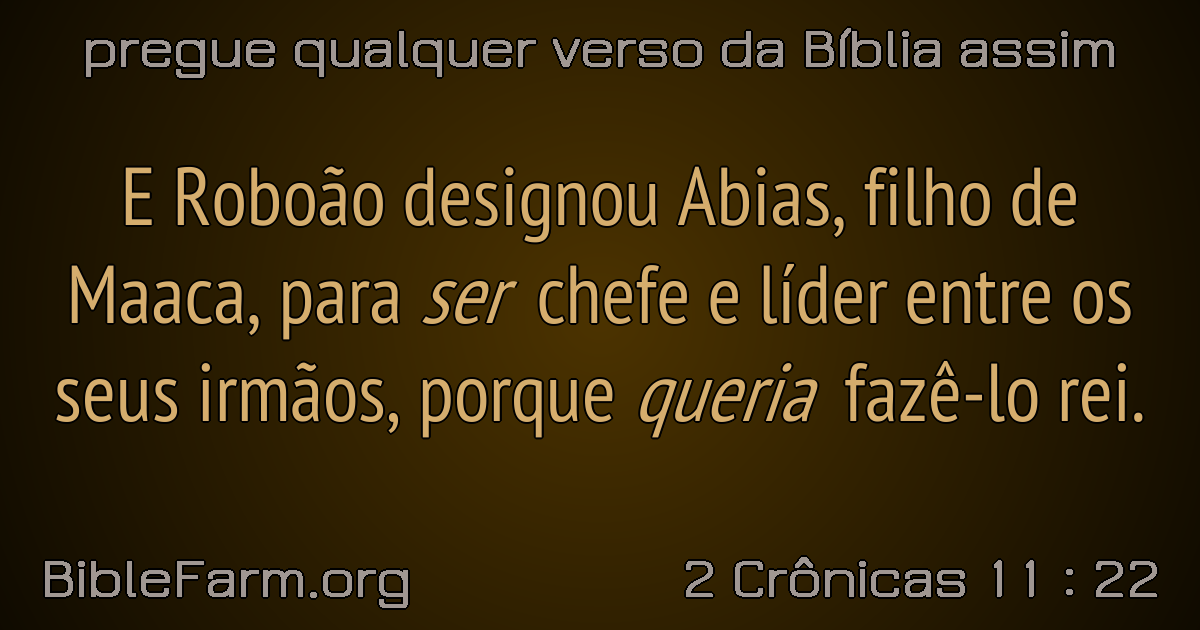 pregue qualquer verso da Bíblia assim
E Roboão designou Abias, filho de
Maaca, para ser chefe e líder entre os
seus irmãos, porque queria fazê-lo rei.
BibleFarm.org
2 Crônicas 11 : 22